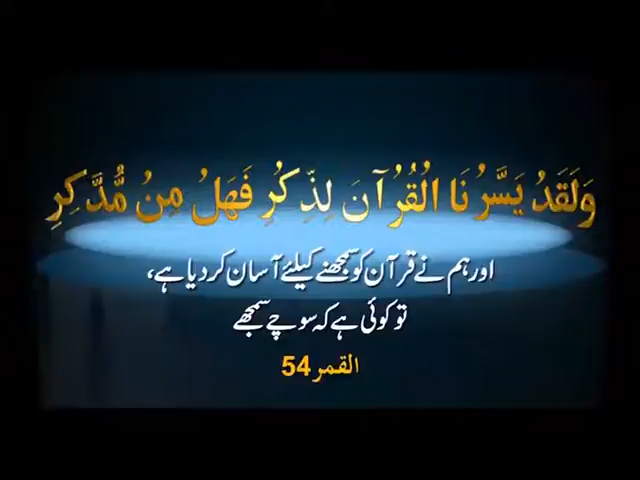 وَلَقَدُ يَسَّرُنَا الُقُرُآنَ لِذِّكُرِ فَهَلُ مِنُ مُّدَّكِرِ
اور ہم نے قرآن کو سمجھنے کیلئے آسان کر دیا ہے،
تو کوئی ہے کہ سوچے سمجھے
القمر 54